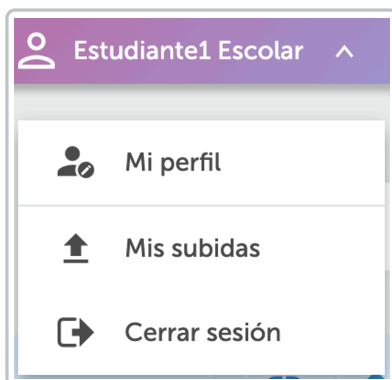 Estudiante1 Escolar
Mi perfil
Mis subidas
Cerrar sesión